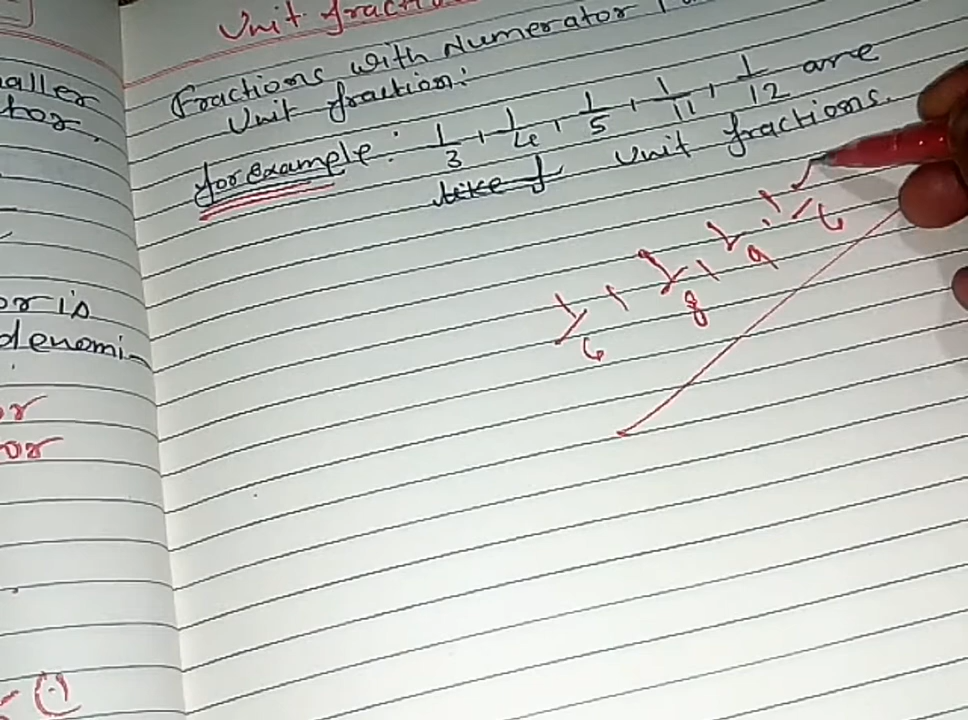 aller
tor,
or is
denomi-
or
or
Unit fract
Fractions with Numerator 1
Unit fraction:
for example: 1/3, 1/4, 1/5, 1/11, 1/12 are
like f Unit fractions.
1/6, 1/8, 1/9, 1/6